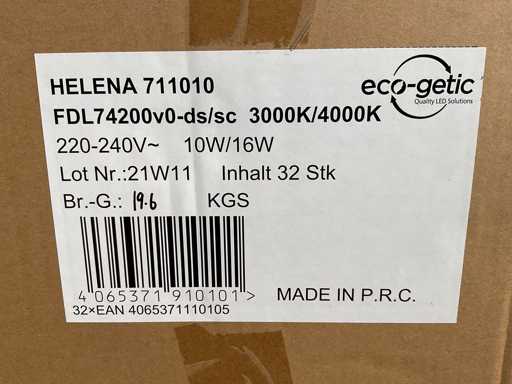 HELENA 711010
eco-getic
Quality LED Solutions
FDL74200v0-ds/sc 3000K/4000K
220-240V~ 10W/16W
Lot Nr.:21W11 Inhalt 32 Stk
Br.-G.: 19.6 KGS
4 065371 910101 >
MADE IN P.R.C.
32×EAN 4065371110105